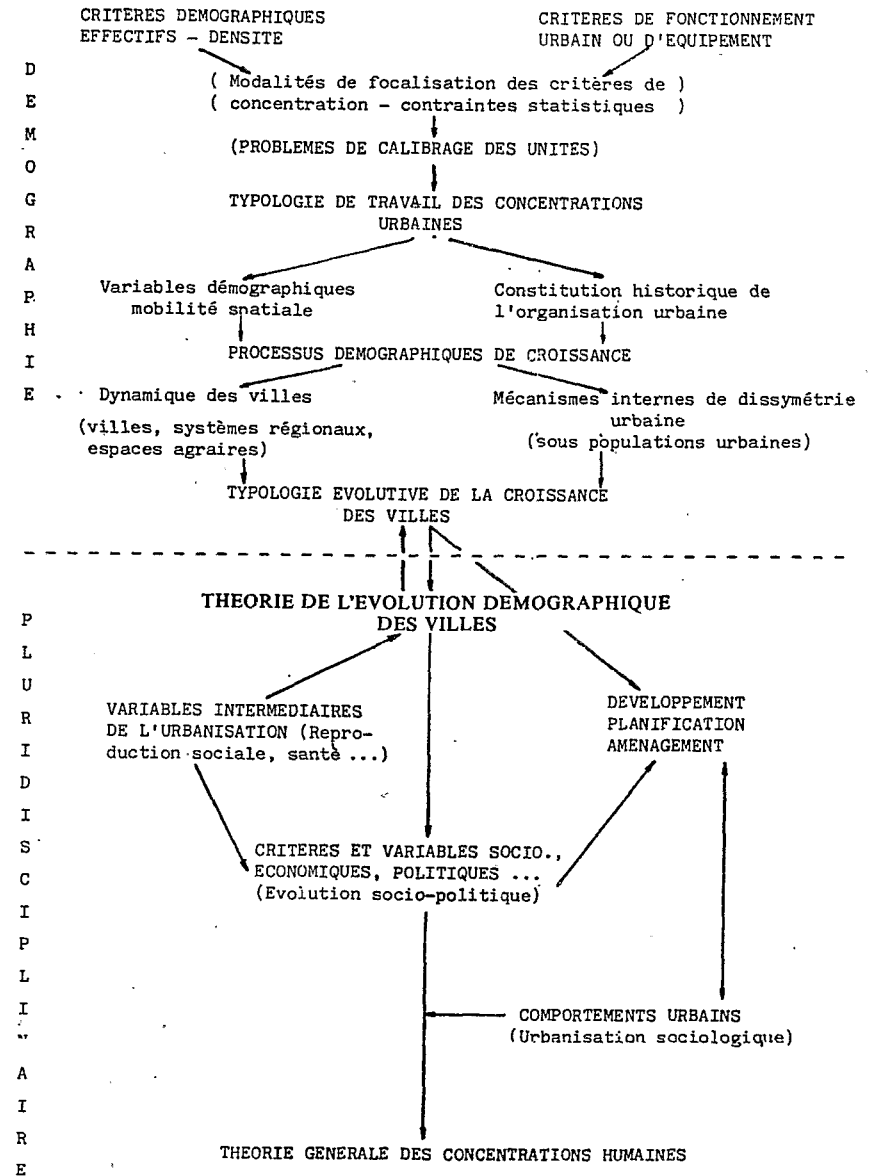 CRITERES DEMOGRAPHIQUES
EFFECTIFS - DENSITE
CRITERES DE FONCTIONNEMENT
URBAIN OU D'EQUIPEMENT
DEMOGRAPHIE
( Modalités de focalisation des critères de )
( concentration - contraintes statistiques )
(PROBLEMES DE CALIBRAGE DES UNITES)
TYPOLOGIE DE TRAVAIL DES CONCENTRATIONS
URBAINES
Variables démographiques
mobilité spatiale
Constitution historique de
l'organisation urbaine
PROCESSUS DEMOGRAPHIQUES DE CROISSANCE
Dynamique des villes
(villes, systèmes régionaux,
espaces agraires)
Mécanismes internes de dissymétrie
urbaine
(sous populations urbaines)
TYPOLOGIE EVOLUTIVE DE LA CROISSANCE
DES VILLES
PLURIDISCIPLINAIRE
THEORIE DE L'EVOLUTION DEMOGRAPHIQUE
DES VILLES
VARIABLES INTERMEDIAIRES
DE L'URBANISATION (Repro-
duction sociale, santé ...)
DEVELOPPEMENT
PLANIFICATION
AMENAGEMENT
CRITERES ET VARIABLES SOCIO.,
ECONOMIQUES, POLITIQUES ...
(Evolution socio-politique)
COMPORTEMENTS URBAINS
(Urbanisation sociologique)
THEORIE GENERALE DES CONCENTRATIONS HUMAINES